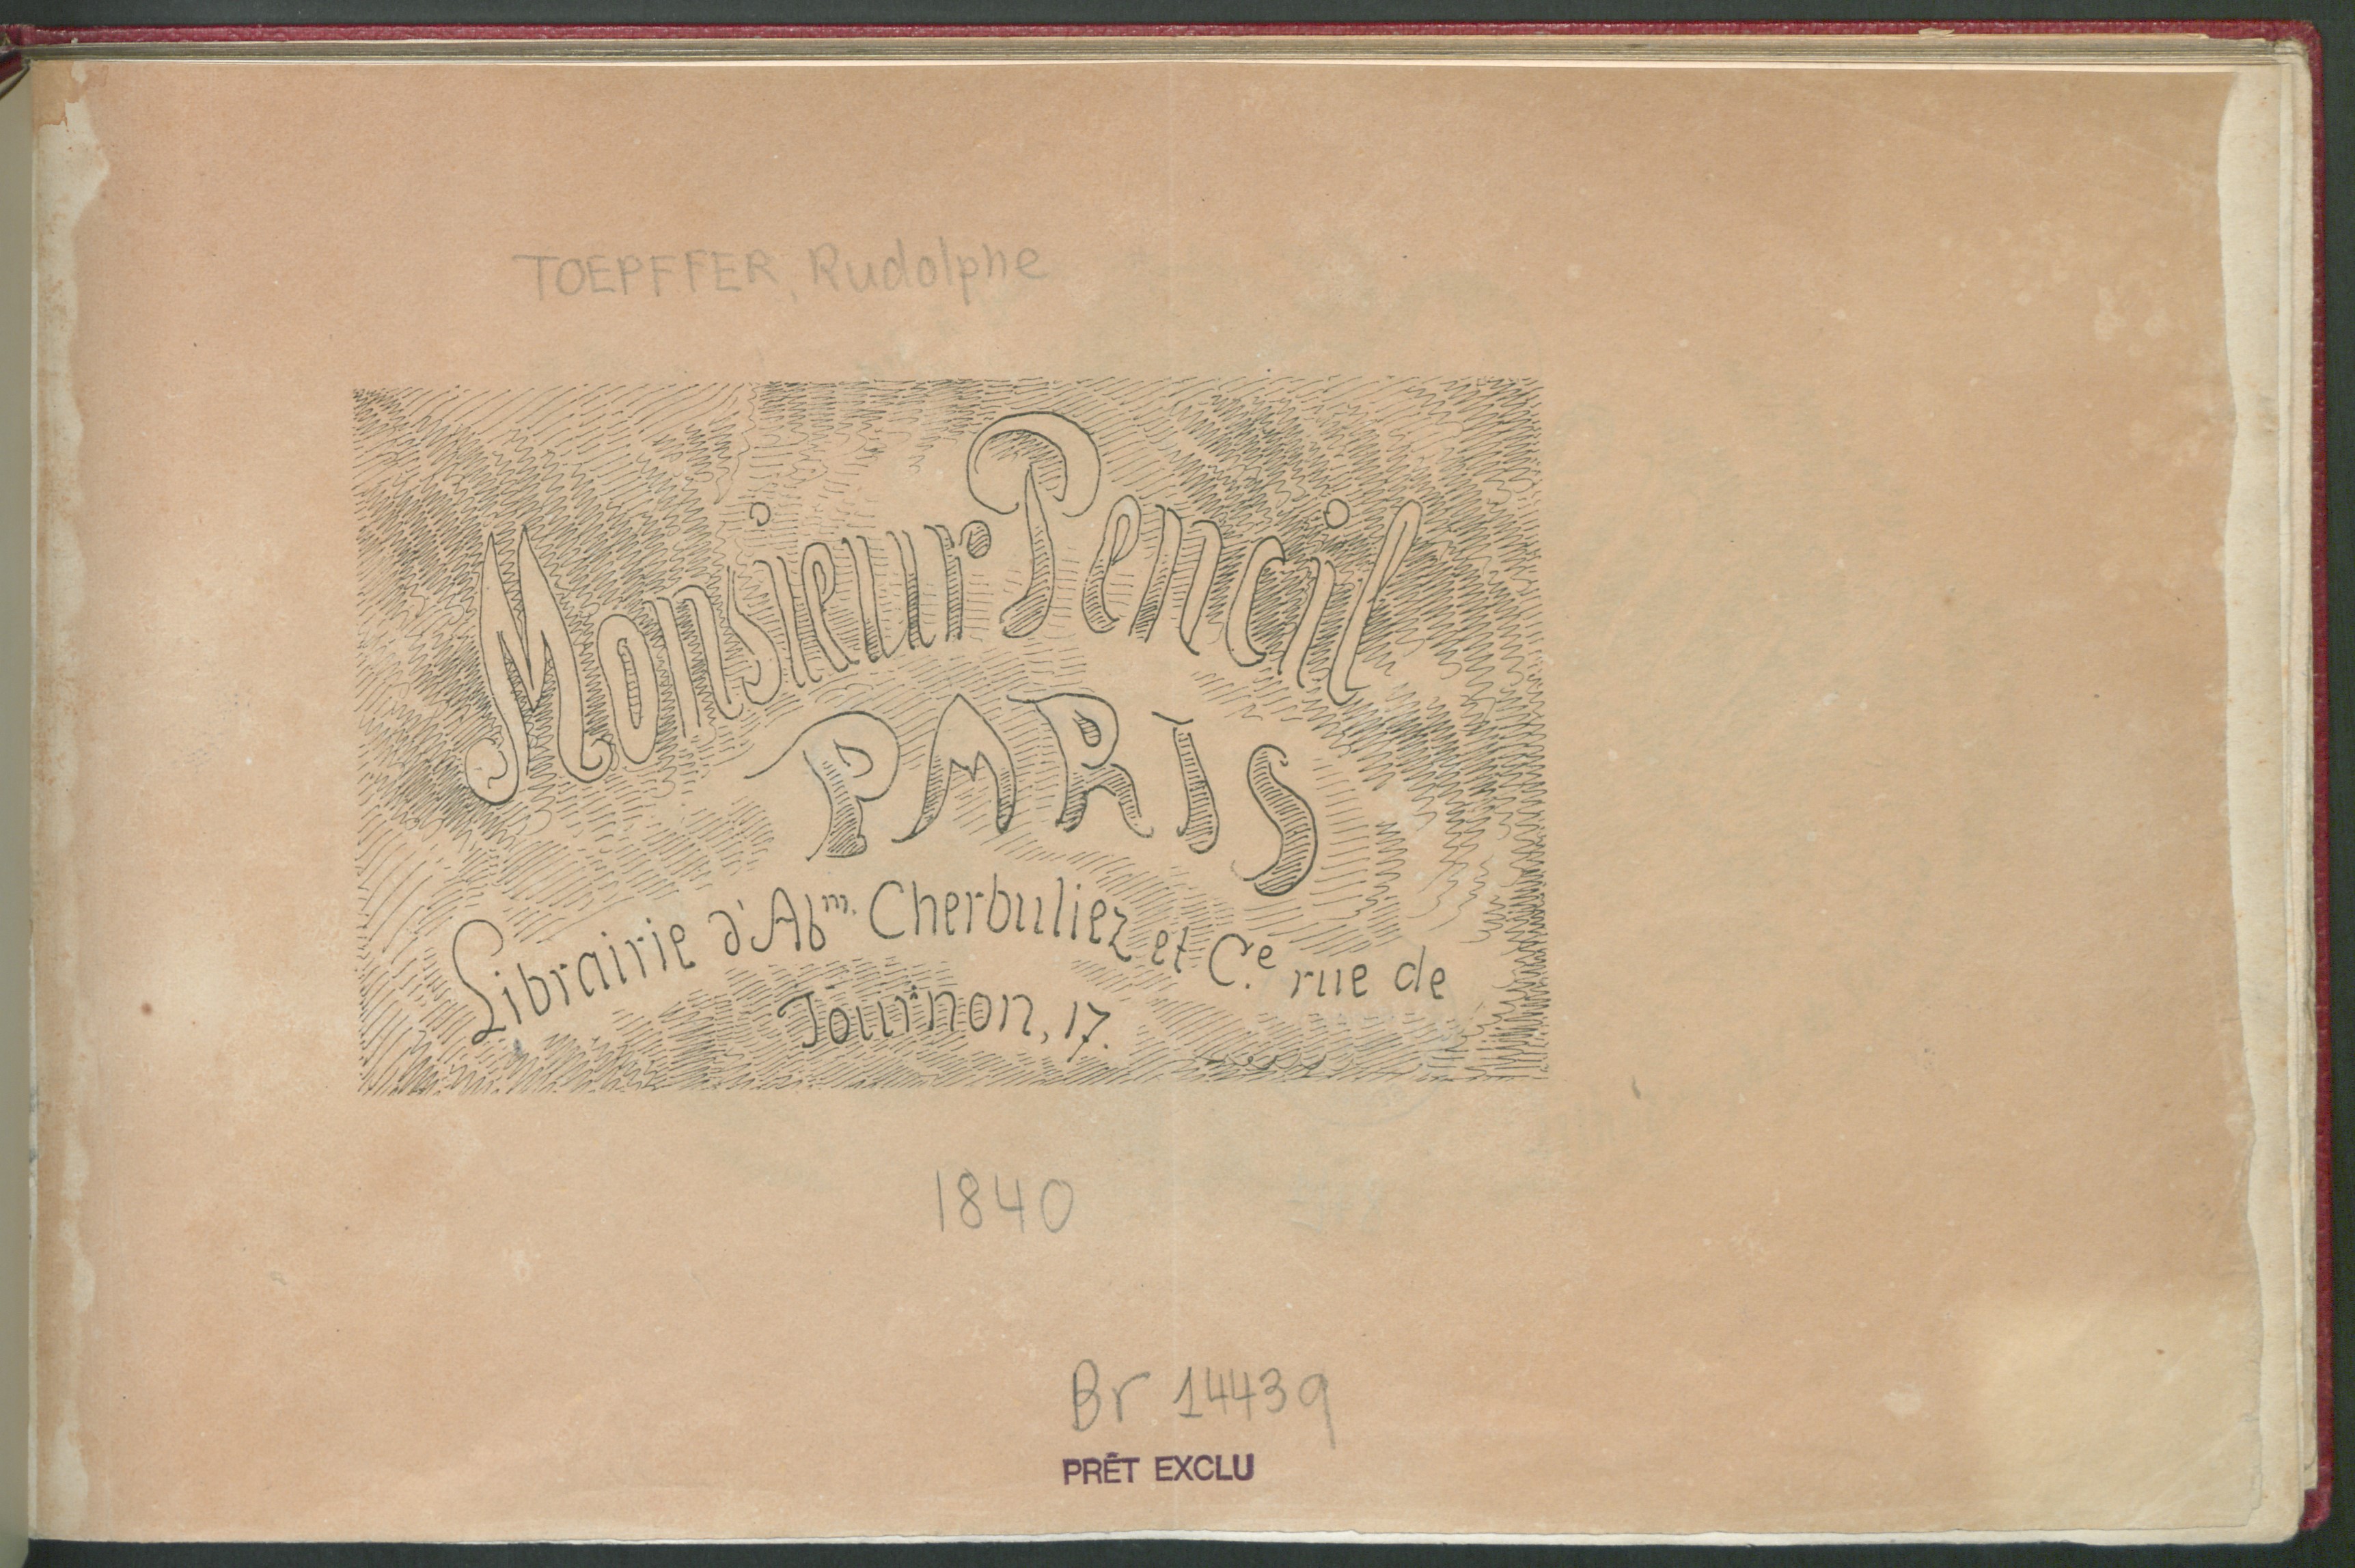 TOEPFFER, Rudolphe
Monsieur Pencil
PARIS
Librairie d'Abm. Cherbuliez et Ce. rue de
Tournon, 17.
1840
Br 14439
PRÊT EXCLU